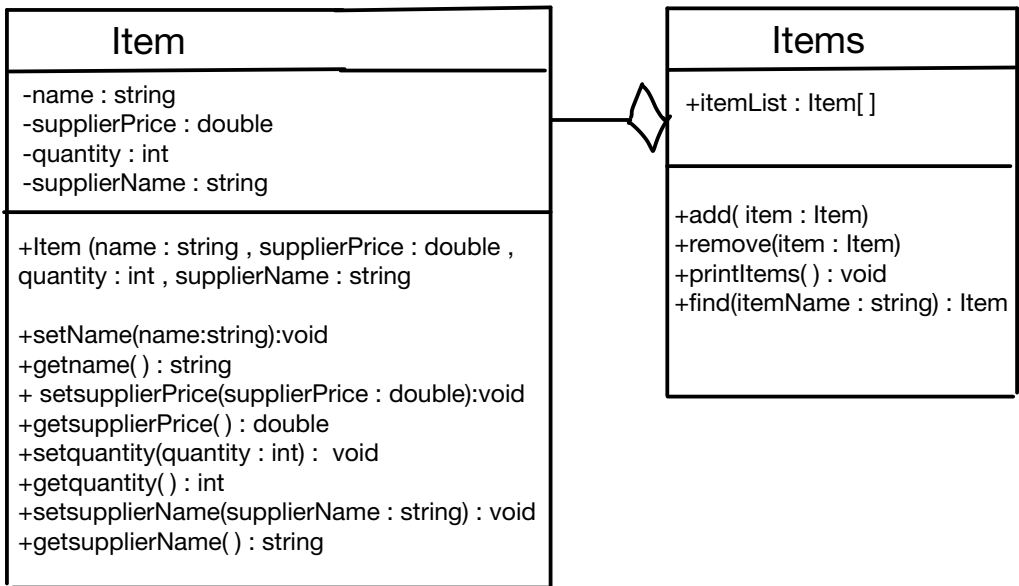 Item
-name : string
-supplierPrice : double
-quantity : int
-supplierName : string
+Item (name : string , supplierPrice : double ,
quantity : int , supplierName : string
+setName(name:string):void
+getname( ) : string
+ setsupplierPrice(supplierPrice : double):void
+getsupplierPrice( ) : double
+setquantity(quantity : int) :  void
+getquantity( ) : int
+setsupplierName(supplierName : string) : void
+getsupplierName( ) : string
Items
+itemList : Item[ ]
+add( item : Item)
+remove(item : Item)
+printItems( ) : void
+find(itemName : string) : Item